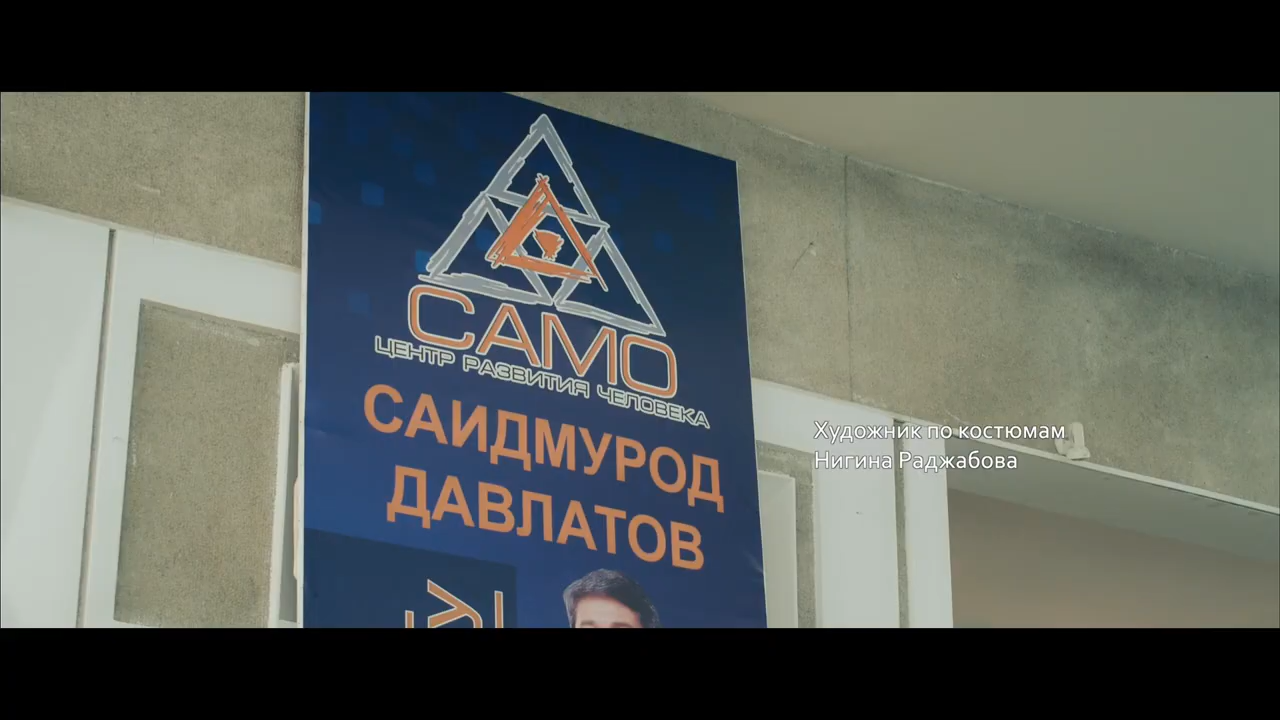 САМО
ЦЕНТР РАЗВИТИЯ ЧЕЛОВЕКА
САИДМУРОД
ДАВЛАТОВ
Художник по костюмам
Нигина Раджабова